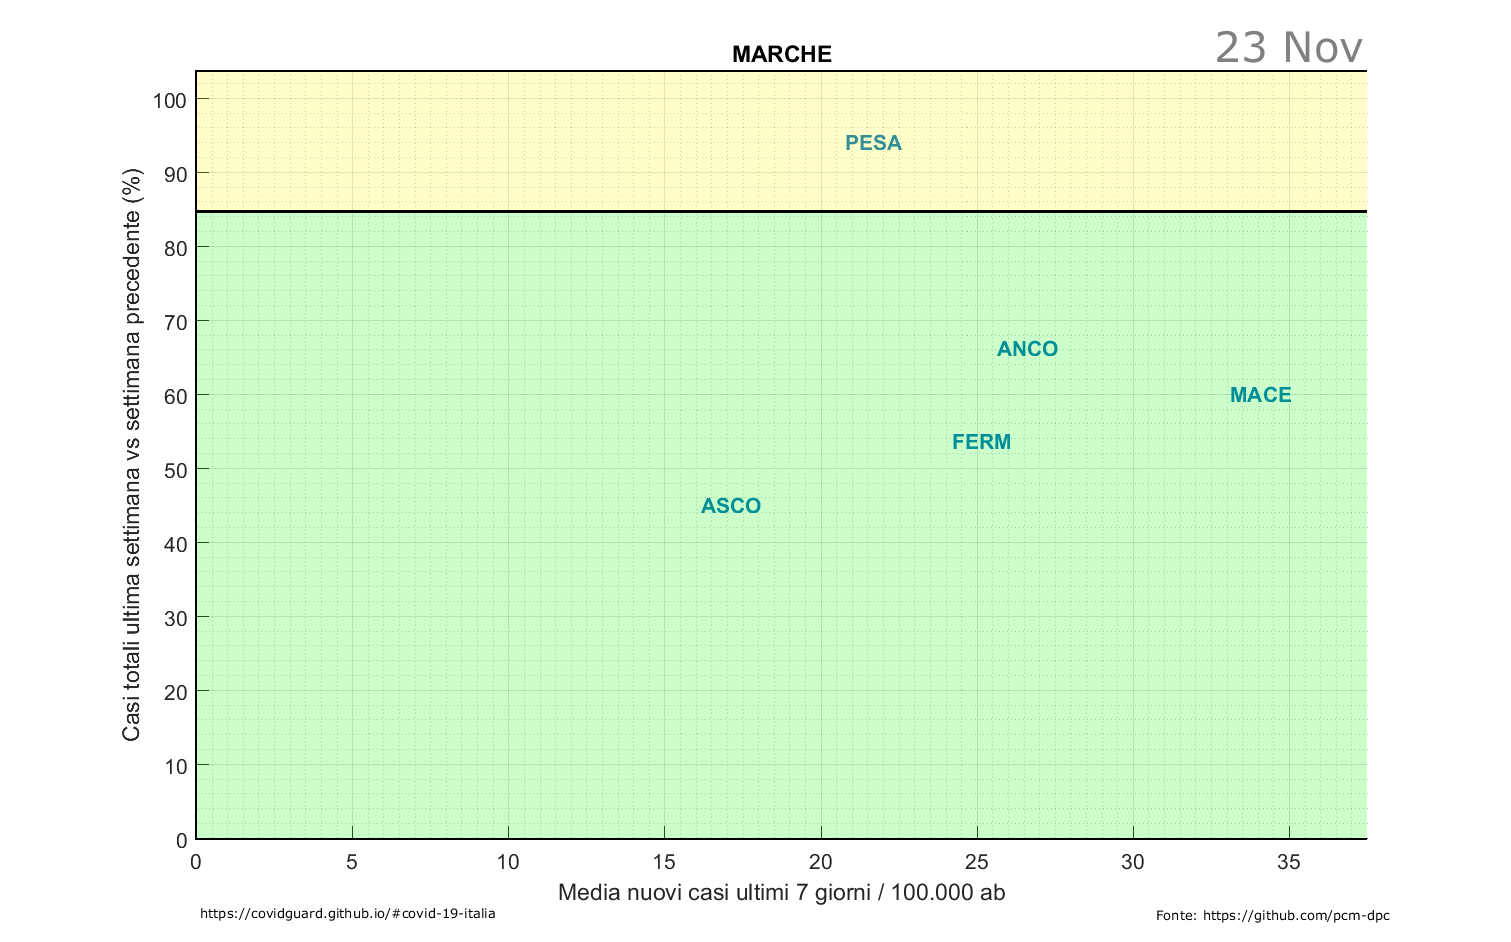 MARCHE
23 Nov
Casi totali ultima settimana vs settimana precedente (%)
100
90
80
70
60
50
40
30
20
10
0
PESA
ANCO
MACE
FERM
ASCO
0 5 10 15 20 25 30 35
Media nuovi casi ultimi 7 giorni / 100.000 ab
https://covidguard.github.io/#covid-19-italia
Fonte: https://github.com/pcm-dpc